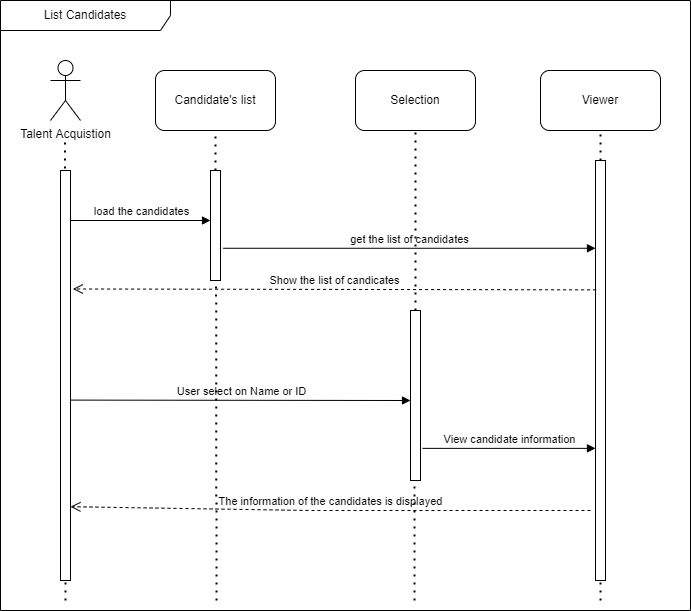 List Candidates
Talent Acquistion
Candidate's list
Selection
Viewer
load the candidates
get the list of candidates
Show the list of candicates
User select on Name or ID
View candidate information
The information of the candidates is displayed